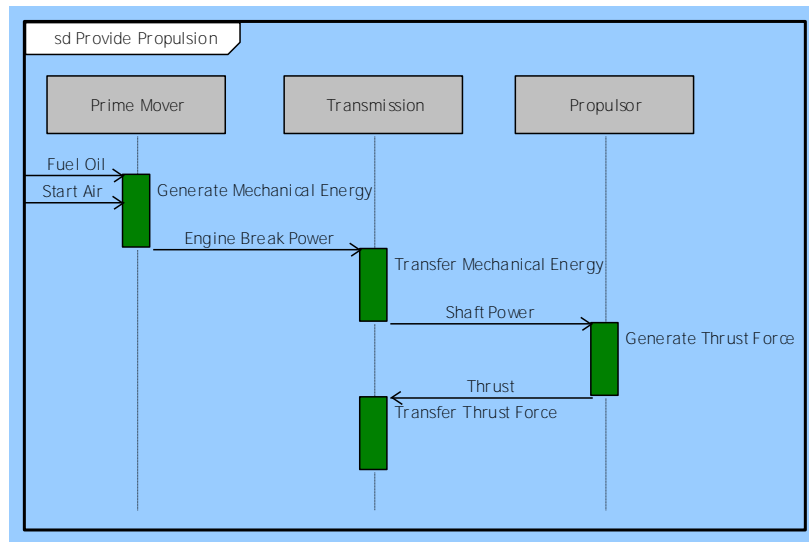 sd Provide Propulsion
Prime Mover
Transmission
Propulsor
Fuel Oil
Start Air
Generate Mechanical Energy
Engine Break Power
Transfer Mechanical Energy
Shaft Power
Generate Thrust Force
Thrust
Transfer Thrust Force